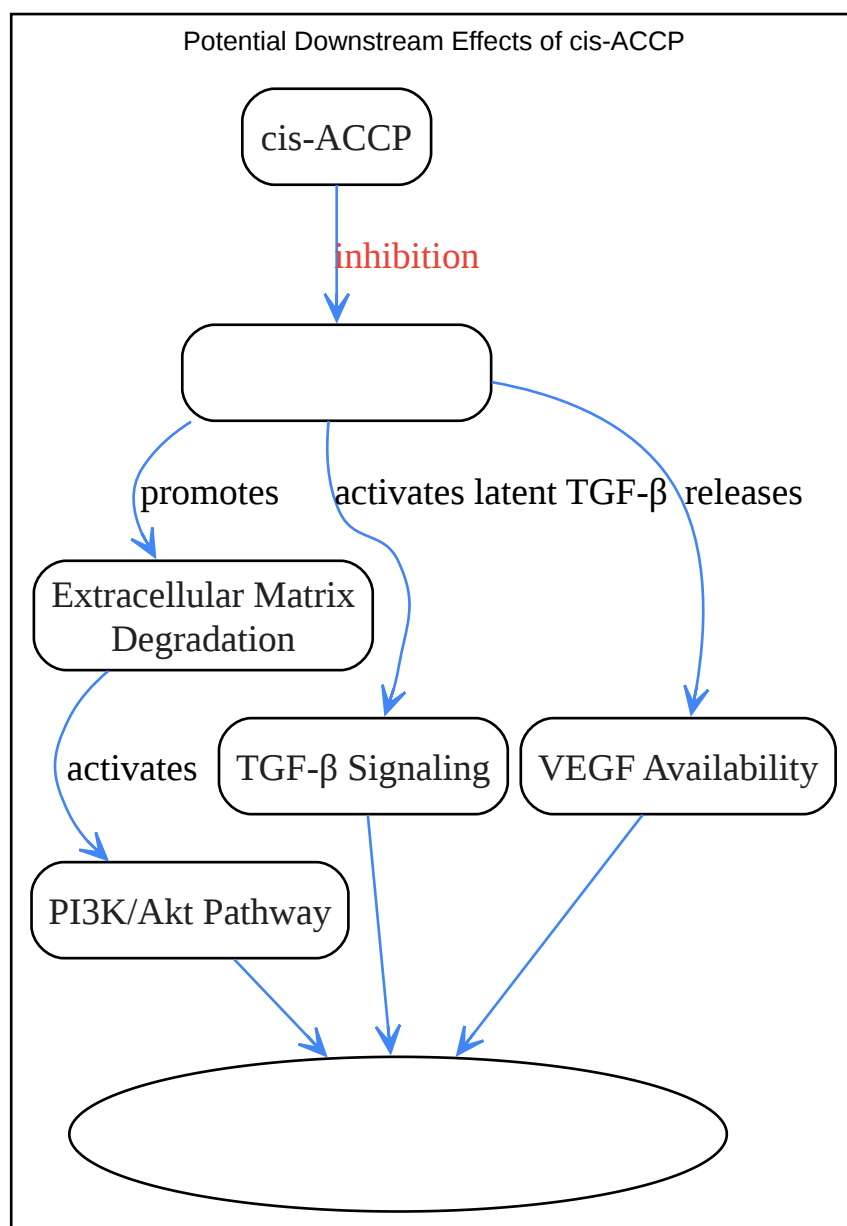 Potential Downstream Effects of cis-ACCP
cis-ACCP
inhibition
promotes
activates latent TGF-β
releases
Extracellular Matrix
Degradation
activates
TGF-β Signaling
VEGF Availability
PI3K/Akt Pathway